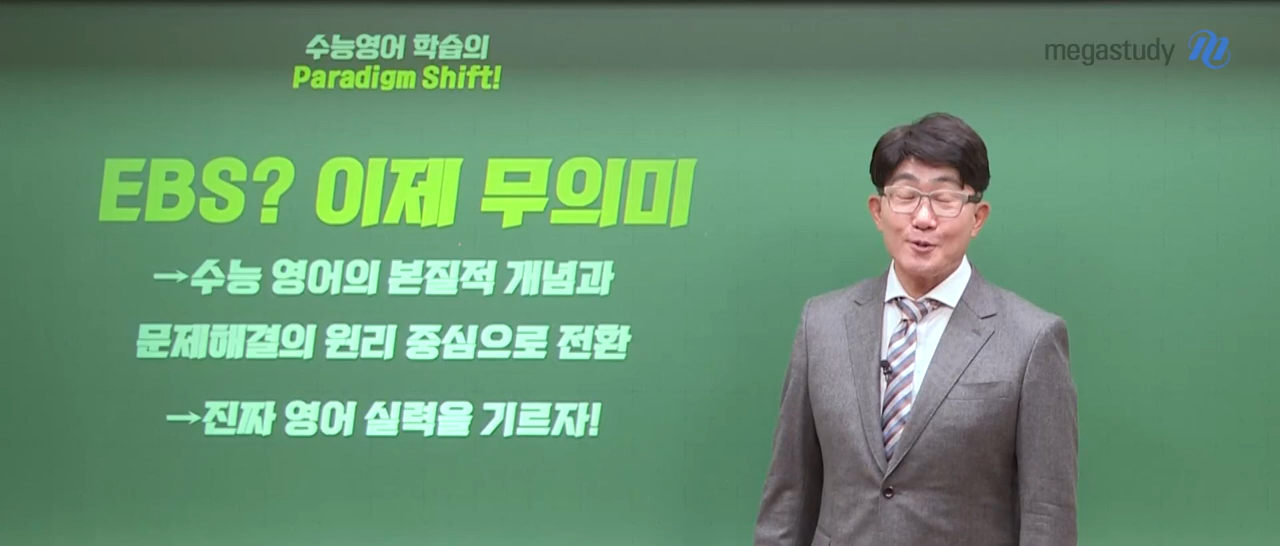 수능영어 학습의
Paradigm Shift!
megastudy
EBS? 이제 무의미
→수능 영어의 본질적 개념과
문제해결의 원리 중심으로 전환
→진짜 영어 실력을 기르자!